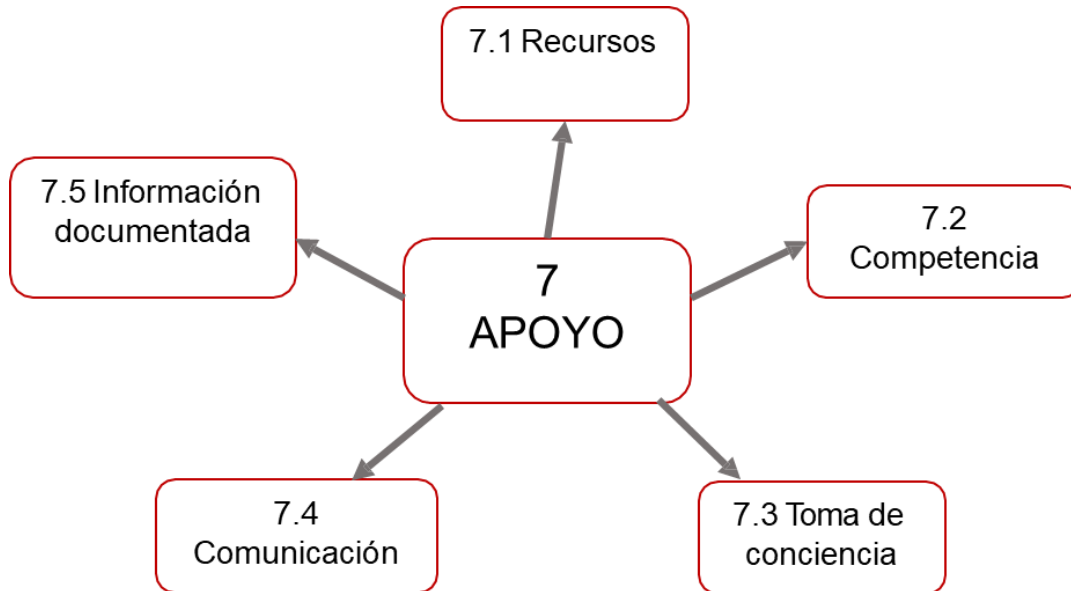 7.1 Recursos
7.5 Información
documentada
7.2
Competencia
7
APOYO
7.4
Comunicación
7.3 Toma de
conciencia